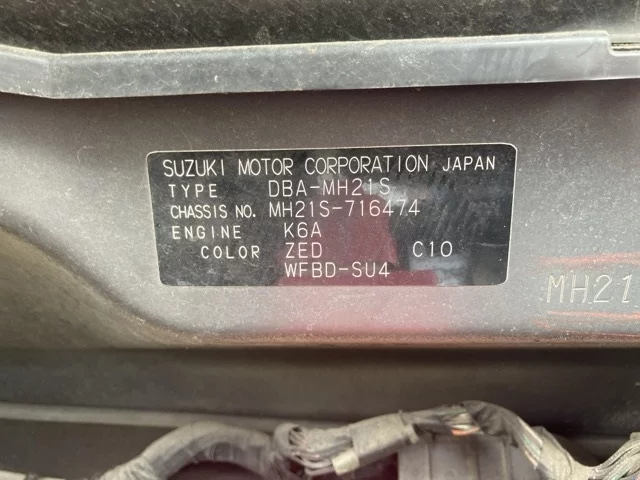 SUZUKI MOTOR CORPORATION JAPAN
TYPE DBA-MH21S
CHASSIS NO. MH21S-716474
ENGINE K6A
COLOR ZED C10
WFBD-SU4
MH21